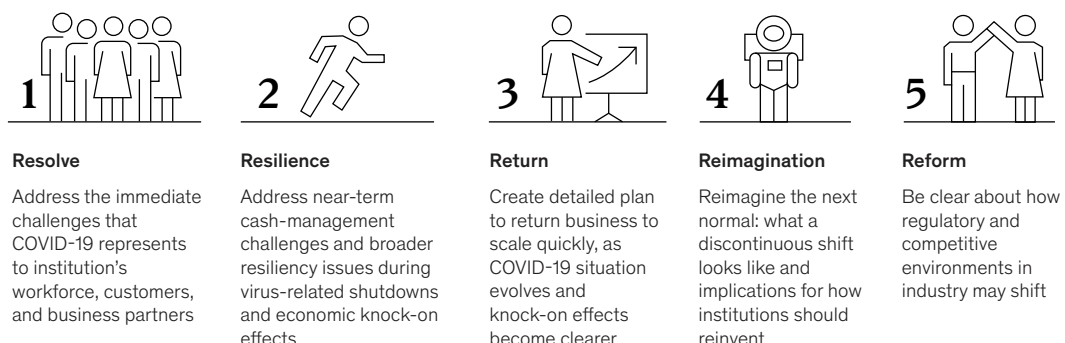 1
Resolve
Address the immediate
challenges that
COVID-19 represents
to institution's
workforce, customers,
and business partners
2
Resilience
Address near-term
cash-management
challenges and broader
resiliency issues during
virus-related shutdowns
and economic knock-on
effects
3
Return
Create detailed plan
to return business to
scale quickly, as
COVID-19 situation
evolves and
knock-on effects
become clearer
4
Reimagination
Reimagine the next
normal: what a
discontinuous shift
looks like and
implications for how
institutions should
reinvent
5
Reform
Be clear about how
regulatory and
competitive
environments in
industry may shift